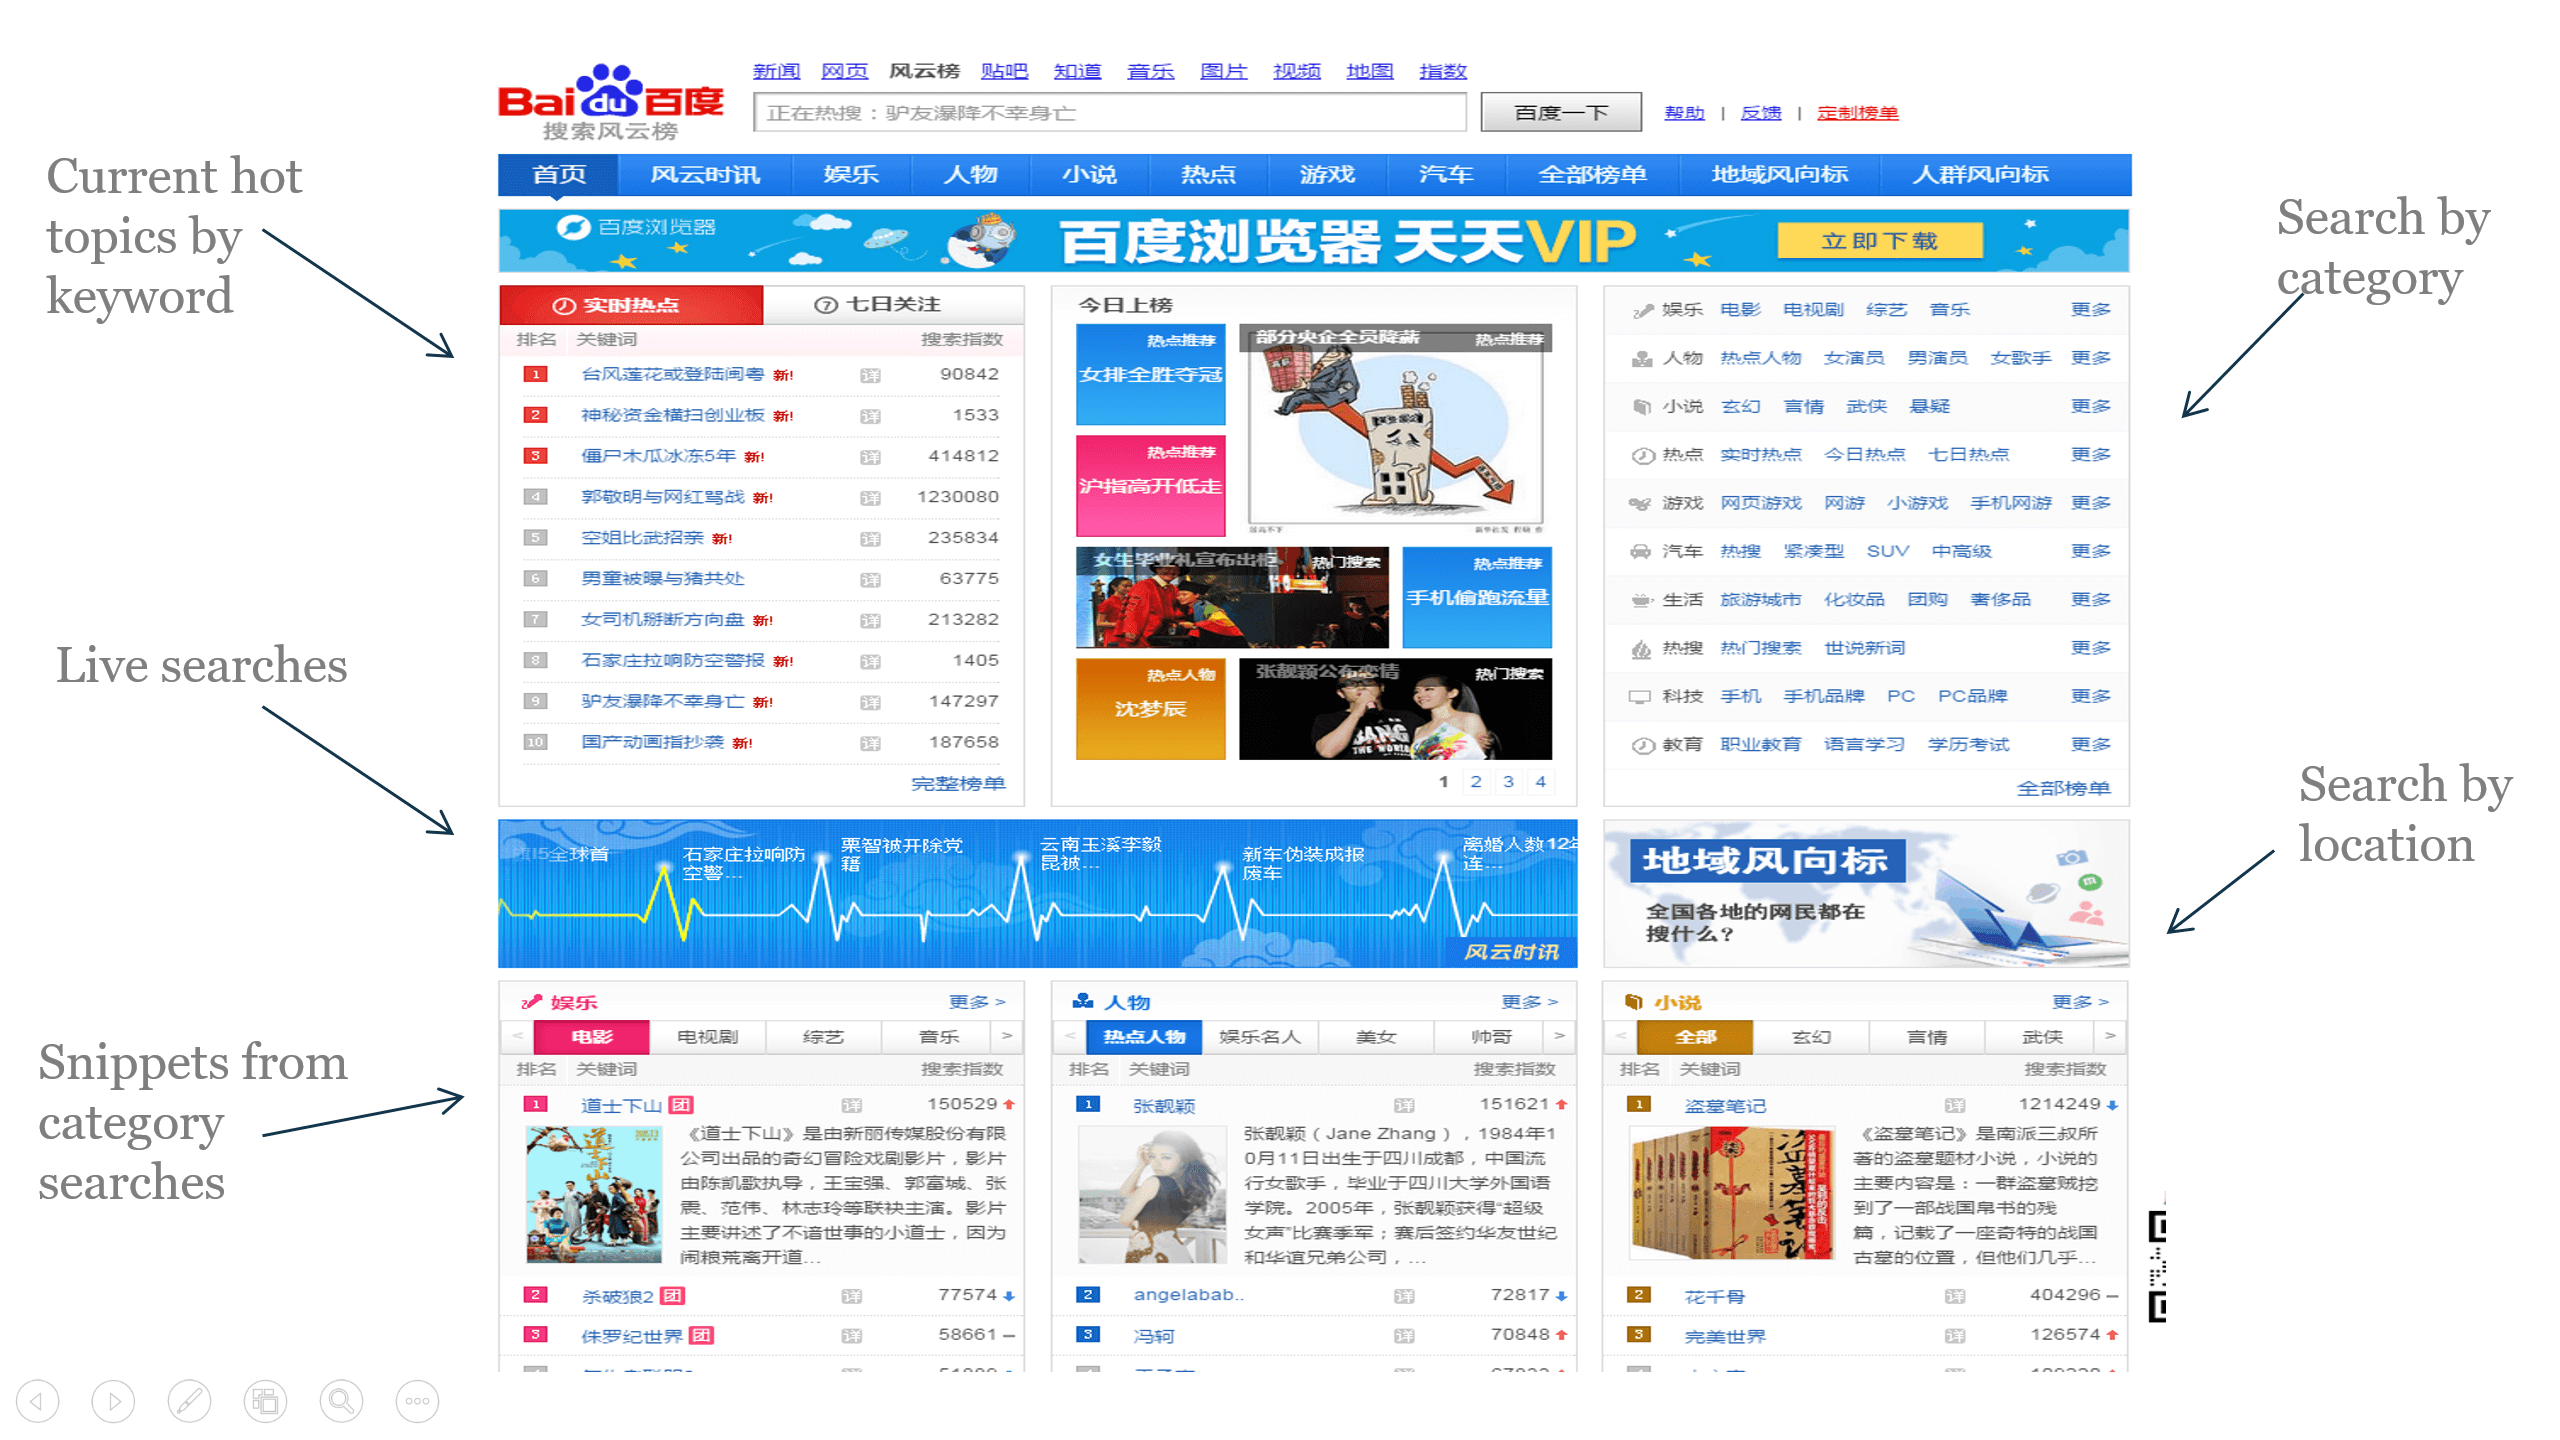 Current hot
topics by
keyword
Live searches
Snippets from
category
searches
Search by
category
Search by
location
Bai du 百度
搜索风云榜
新闻 网页 风云榜 贴吧 知道 音乐 图片 视频 地图 指数
正在热搜：驴友瀑降不幸身亡
百度一下
帮助 | 反馈 | 定制榜单
首页 风云时讯 娱乐 人物 小说 热点 游戏 汽车 全部榜单 地域风向标 人群风向标
百度浏览器
百度浏览器 天天VIP
立即下载
实时热点 7 七日关注
排名 关键词 搜索指数
1 台风莲花或登陆闽粤 新! 详 90842
2 神秘资金横扫创业板 新! 详 1533
3 僵尸木瓜冰冻5年 新! 详 414812
4 郭敬明与网红骂战 新! 详 1230080
5 空姐比武招亲 新! 详 235834
6 男童被曝与猪共处 详 63775
7 女司机掰断方向盘 新! 详 213282
8 石家庄拉响防空警报 新! 详 1405
9 驴友瀑降不幸身亡 新! 详 147297
10 国产动画指抄袭 新! 详 187658
完整榜单
今日上榜
热点推荐
女排全胜夺冠
部分央企全员降薪 热点推荐
热点推荐
沪指高开低走
女生毕业礼宣布出柜 热门搜索
热点推荐
手机偷跑流量
热点人物
沈梦辰
张靓颖公布恋情 热门搜索
BANG
THE WORLD
1 2 3 4
娱乐 电影 电视剧 综艺 音乐 更多
人物 热点人物 女演员 男演员 女歌手 更多
小说 玄幻 言情 武侠 悬疑 更多
热点 实时热点 今日热点 七日热点 更多
游戏 网页游戏 网游 小游戏 手机网游 更多
汽车 热搜 紧凑型 SUV 中高级 更多
生活 旅游城市 化妆品 团购 奢侈品 更多
热搜 热门搜索 世说新词 更多
科技 手机 手机品牌 PC PC品牌 更多
教育 职业教育 语言学习 学历考试 更多
全部榜单
旗I5全球首
石家庄拉响防
空警...
栗智被开除党
籍
云南玉溪李毅
昆被...
新车伪装成报
废车
离婚人数12年
连...
风云时讯
地域风向标
全国各地的网民都在
搜什么?
娱乐 更多 >
< 电影 电视剧 综艺 音乐 >
排名 关键词 搜索指数
1 道士下山 团 详 150529
道士下山
《道士下山》是由新丽传媒股份有限
公司出品的奇幻冒险戏剧影片，影片
由陈凯歌执导，王宝强、郭富城、张
震、范伟、林志玲等联袂主演。影片
主要讲述了不谙世事的小道士，因为
闹粮荒离开道...
2 杀破狼2 团 详 77574
3 侏罗纪世界 团 详 58661
人物 更多 >
< 热点人物 娱乐名人 美女 帅哥 >
排名 关键词 搜索指数
1 张靓颖 详 151621
张靓颖（Jane Zhang），1984年1
0月11日出生于四川成都，中国流
行女歌手，毕业于四川大学外国语
学院。2005年，张靓颖获得“超级
女声”比赛季军；赛后签约华友世纪
和华谊兄弟公司，...
2 angelabab.. 详 72817
3 冯轲 详 70848
小说 更多 >
< 全部 玄幻 言情 武侠 >
排名 关键词 搜索指数
1 盗墓笔记 详 1214249
《盗墓笔记》是南派三叔所
著的盗墓题材小说，小说的
主要内容是：一群盗墓贼挖
到了一部战国帛书的残
篇，记载了一座奇特的战国
古墓的位置，但他们几乎...
2 花千骨 详 404296
3 完美世界 详 126574